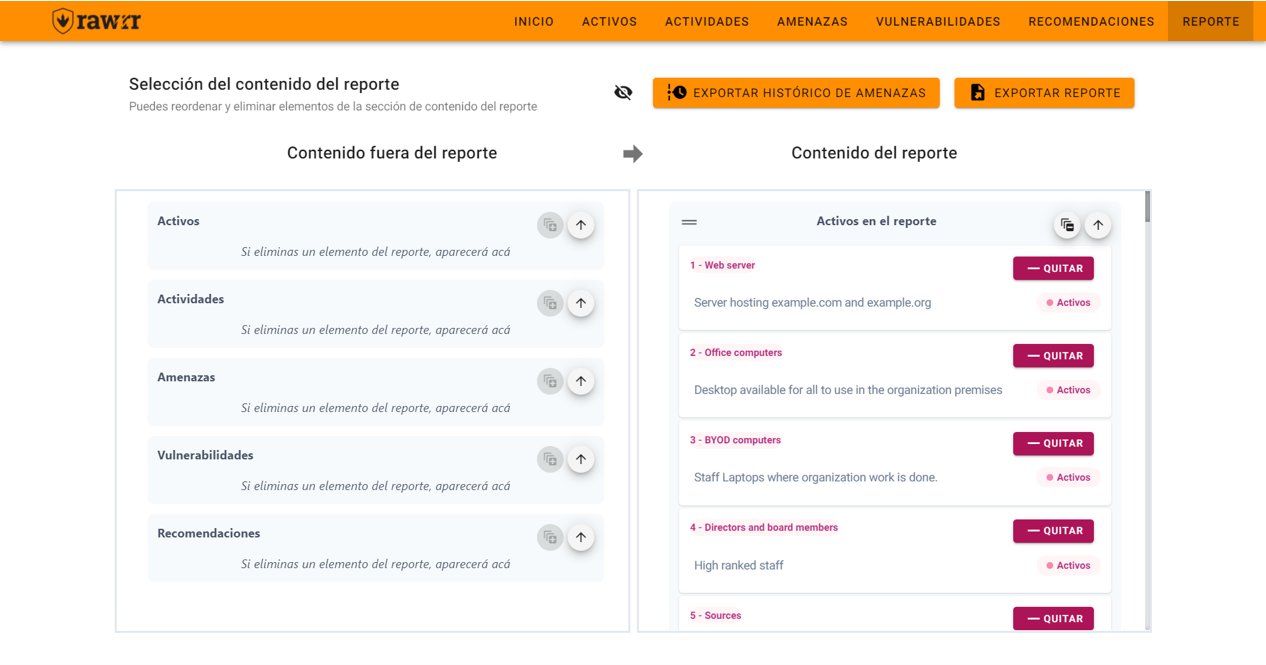 rawrr
INICIO ACTIVOS ACTIVIDADES AMENAZAS VULNERABILIDADES RECOMENDACIONES REPORTE
Selección del contenido del reporte
Puedes reordenar y eliminar elementos de la sección de contenido del reporte
EXPORTAR HISTÓRICO DE AMENAZAS
EXPORTAR REPORTE
Contenido fuera del reporte
Contenido del reporte
Activos
Si eliminas un elemento del reporte, aparecerá acá
Actividades
Si eliminas un elemento del reporte, aparecerá acá
Amenazas
Si eliminas un elemento del reporte, aparecerá acá
Vulnerabilidades
Si eliminas un elemento del reporte, aparecerá acá
Recomendaciones
Si eliminas un elemento del reporte, aparecerá acá
Activos en el reporte
1 - Web server
— QUITAR
Server hosting example.com and example.org
Activos
2 - Office computers
— QUITAR
Desktop available for all to use in the organization premises
Activos
3 - BYOD computers
— QUITAR
Staff Laptops where organization work is done.
Activos
4 - Directors and board members
— QUITAR
High ranked staff
Activos
5 - Sources
— QUITAR